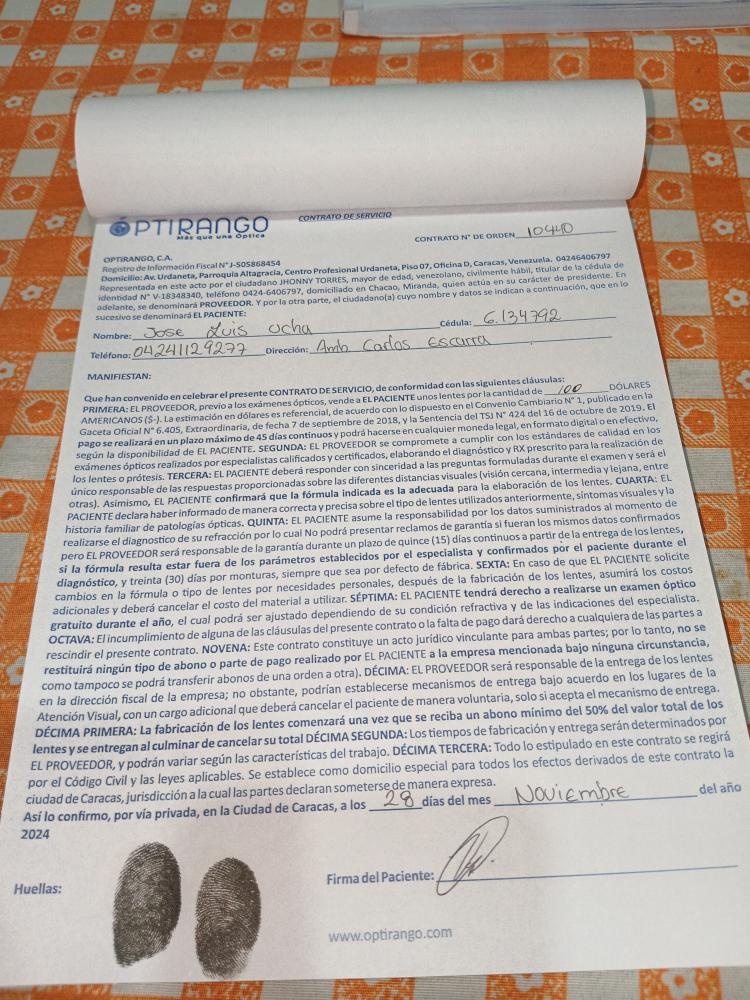 ÓPTIRANGO
Más que una Óptica
CONTRATO DE SERVICIO
CONTRATO N° DE ORDEN 10440
OPTIRANGO, C.A.
Registro de Información Fiscal N° J-505868454
Domicilio: Av. Urdaneta, Parroquia Altagracia, Centro Profesional Urdaneta, Piso 07, Oficina D, Caracas, Venezuela. 04246406797
Representada en este acto por el ciudadano JHONNY TORRES, mayor de edad, venezolano, civilmente hábil, titular de la cédula de
identidad N° V-18348340, teléfono 0424-6406797, domiciliado en Chacao, Miranda, quien actúa en su carácter de presidente. En
adelante, se denominará PROVEEDOR. Y por la otra parte, el ciudadano(a) cuyo nombre y datos se indican a continuación, que en lo
sucesivo se denominará EL PACIENTE:
Nombre: Jose Luis Ucha Cédula: 6.134792
Teléfono: 04241129277 Dirección: Amb Carlos Escarra
MANIFIESTAN:
Que han convenido en celebrar el presente CONTRATO DE SERVICIO, de conformidad con las siguientes cláusulas:
PRIMERA: EL PROVEEDOR, previo a los exámenes ópticos, vende a EL PACIENTE unos lentes por la cantidad de 100 DÓLARES
AMERICANOS ($-). La estimación en dólares es referencial, de acuerdo con lo dispuesto en el Convenio Cambiario N° 1, publicado en la
Gaceta Oficial N° 6.405, Extraordinaria, de fecha 7 de septiembre de 2018, y la Sentencia del TSJ N° 424 del 16 de octubre de 2019. El
pago se realizará en un plazo máximo de 45 días continuos y podrá hacerse en cualquier moneda legal, en formato digital o en efectivo,
según la disponibilidad de EL PACIENTE. SEGUNDA: EL PROVEEDOR se compromete a cumplir con los estándares de calidad en los
exámenes ópticos realizados por especialistas calificados y certificados, elaborando el diagnóstico y RX prescrito para la realización de
los lentes o prótesis. TERCERA: EL PACIENTE deberá responder con sinceridad a las preguntas formuladas durante el examen y será el
único responsable de las respuestas proporcionadas sobre las diferentes distancias visuales (visión cercana, intermedia y lejana, entre
otras). Asimismo, EL PACIENTE confirmará que la fórmula indicada es la adecuada para la elaboración de los lentes. CUARTA: EL
PACIENTE declara haber informado de manera correcta y precisa sobre el tipo de lentes utilizados anteriormente, síntomas visuales y la
historia familiar de patologías ópticas. QUINTA: EL PACIENTE asume la responsabilidad por los datos suministrados al momento de
realizarse el diagnostico de su refracción por lo cual No podrá presentar reclamos de garantía si fueran los mismos datos confirmados
pero EL PROVEEDOR será responsable de la garantía durante un plazo de quince (15) días continuos a partir de la entrega de los lentes,
si la fórmula resulta estar fuera de los parámetros establecidos por el especialista y confirmados por el paciente durante el
diagnóstico, y treinta (30) días por monturas, siempre que sea por defecto de fábrica. SEXTA: En caso de que EL PACIENTE solicite
cambios en la fórmula o tipo de lentes por necesidades personales, después de la fabricación de los lentes, asumirá los costos
adicionales y deberá cancelar el costo del material a utilizar. SÉPTIMA: EL PACIENTE tendrá derecho a realizarse un examen óptico
gratuito durante el año, el cual podrá ser ajustado dependiendo de su condición refractiva y de las indicaciones del especialista.
OCTAVA: El incumplimiento de alguna de las cláusulas del presente contrato o la falta de pago dará derecho a cualquiera de las partes a
rescindir el presente contrato. NOVENA: Este contrato constituye un acto jurídico vinculante para ambas partes; por lo tanto, no se
restituirá ningún tipo de abono o parte de pago realizado por EL PACIENTE a la empresa mencionada bajo ninguna circunstancia,
como tampoco se podrá transferir abonos de una orden a otra). DÉCIMA: EL PROVEEDOR será responsable de la entrega de los lentes
en la dirección fiscal de la empresa; no obstante, podrían establecerse mecanismos de entrega bajo acuerdo en los lugares de la
Atención Visual, con un cargo adicional que deberá cancelar el paciente de manera voluntaria, solo si acepta el mecanismo de entrega.
DÉCIMA PRIMERA: La fabricación de los lentes comenzará una vez que se reciba un abono mínimo del 50% del valor total de los
lentes y se entregan al culminar de cancelar su total DÉCIMA SEGUNDA: Los tiempos de fabricación y entrega serán determinados por
EL PROVEEDOR, y podrán variar según las características del trabajo. DÉCIMA TERCERA: Todo lo estipulado en este contrato se regirá
por el Código Civil y las leyes aplicables. Se establece como domicilio especial para todos los efectos derivados de este contrato la
ciudad de Caracas, jurisdicción a la cual las partes declaran someterse de manera expresa.
Así lo confirmo, por vía privada, en la Ciudad de Caracas, a los 28 días del mes Noviembre del año
2024
Huellas:
Firma del Paciente:
www.optirango.com